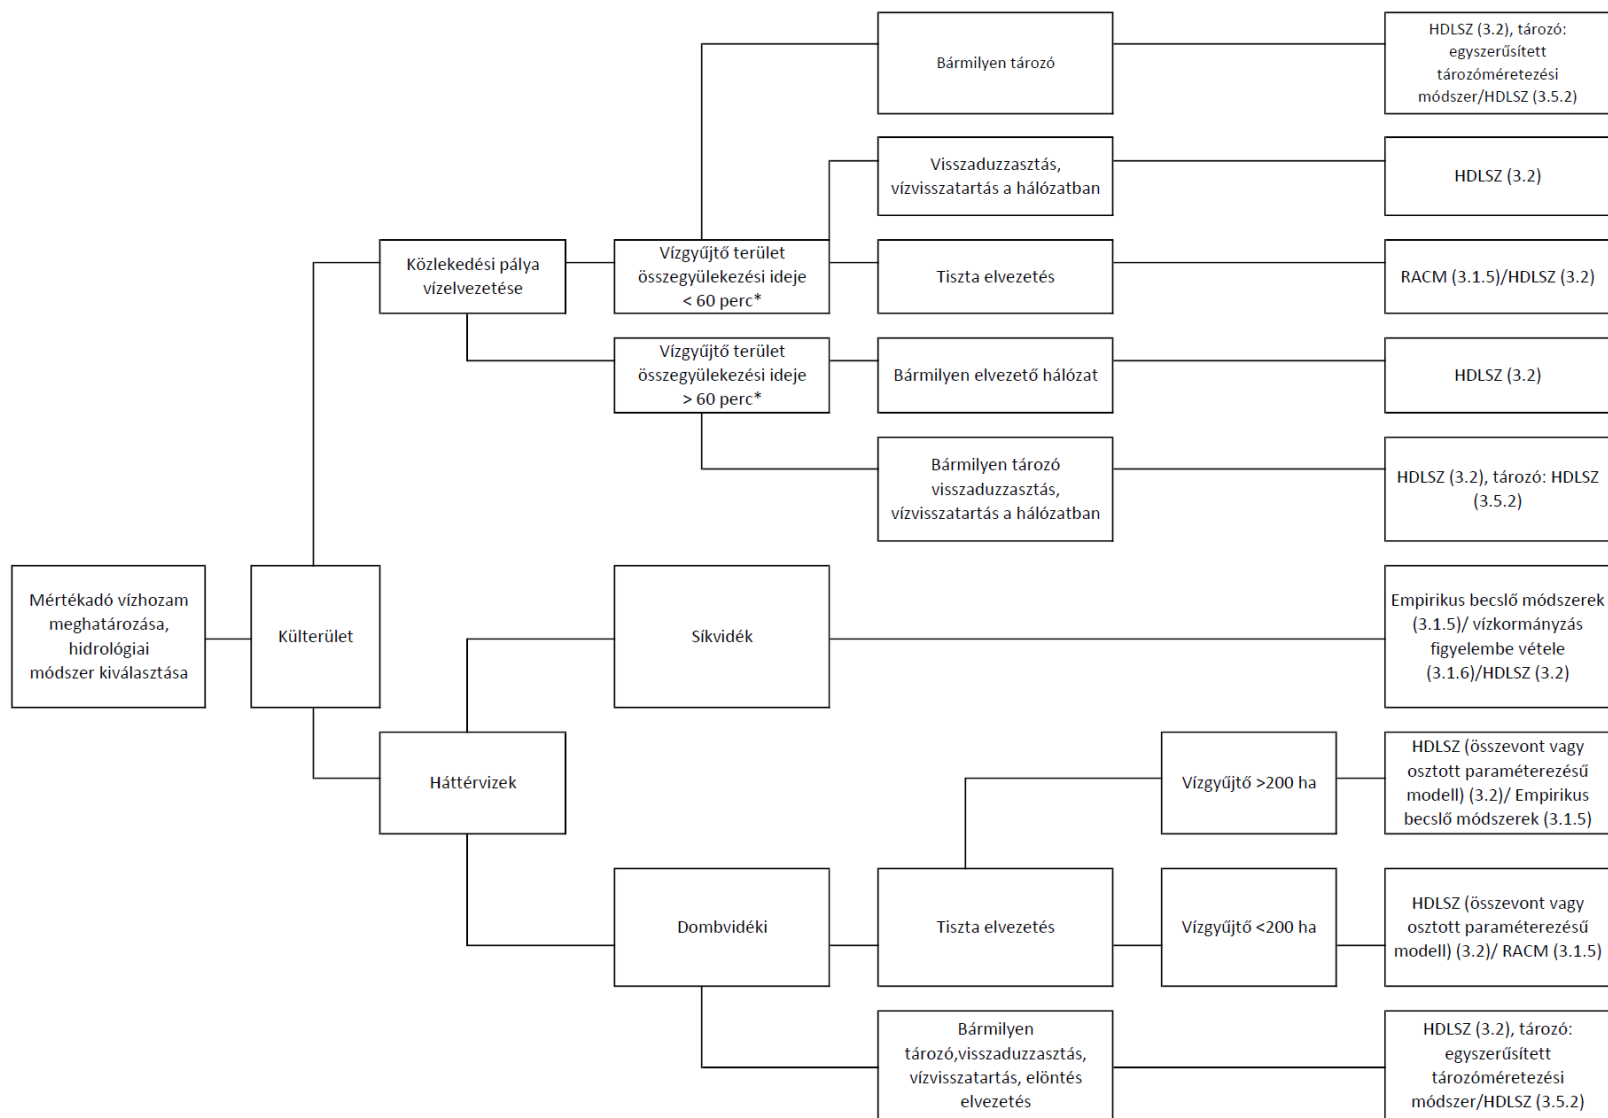 Bármilyen tározó
HDLSZ (3.2), tározó:
egyszerűsített
tározóméretezési
módszer/HDLSZ (3.5.2)
Visszaduzzasztás,
vízvisszatartás a hálózatban
HDLSZ (3.2)
Közlekedési pálya
vízelvezetése
Vízgyűjtő terület
összegyülekezési ideje
< 60 perc*
Tiszta elvezetés
RACM (3.1.5)/HDLSZ (3.2)
Vízgyűjtő terület
összegyülekezési ideje
> 60 perc*
Bármilyen elvezető hálózat
HDLSZ (3.2)
Bármilyen tározó
visszaduzzasztás,
vízvisszatartás a hálózatban
HDLSZ (3.2), tározó: HDLSZ
(3.5.2)
Mértékadó vízhozam
meghatározása,
hidrológiai
módszer kiválasztása
Külterület
Síkvidék
Empirikus becslő módszerek
(3.1.5)/ vízkormányzás
figyelembe vétele
(3.1.6)/HDLSZ (3.2)
Háttérvizek
Vízgyűjtő >200 ha
HDLSZ (összevont vagy
osztott paraméterezésű
modell) (3.2)/ Empirikus
becslő módszerek (3.1.5)
Dombvidéki
Tiszta elvezetés
Vízgyűjtő <200 ha
HDLSZ (összevont vagy
osztott paraméterezésű
modell) (3.2)/ RACM (3.1.5)
Bármilyen
tározó,visszaduzzasztás,
vízvisszatartás, elöntés
elvezetés
HDLSZ (3.2), tározó:
egyszerűsített
tározóméretezési
módszer/HDLSZ (3.5.2)